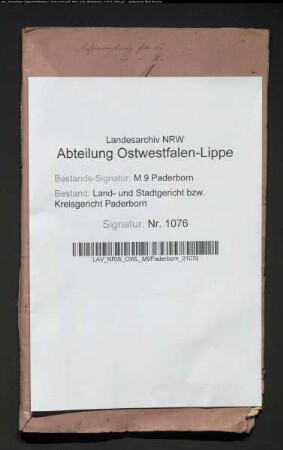 Landesarchiv NRW
Abteilung Ostwestfalen-Lippe
Bestands-Signatur: M 9 Paderborn
Bestand: Land- und Stadtgericht bzw.
Kreisgericht Paderborn
Signatur: Nr. 1076
LAV_NRW_OWL_M9Paderborn_01076